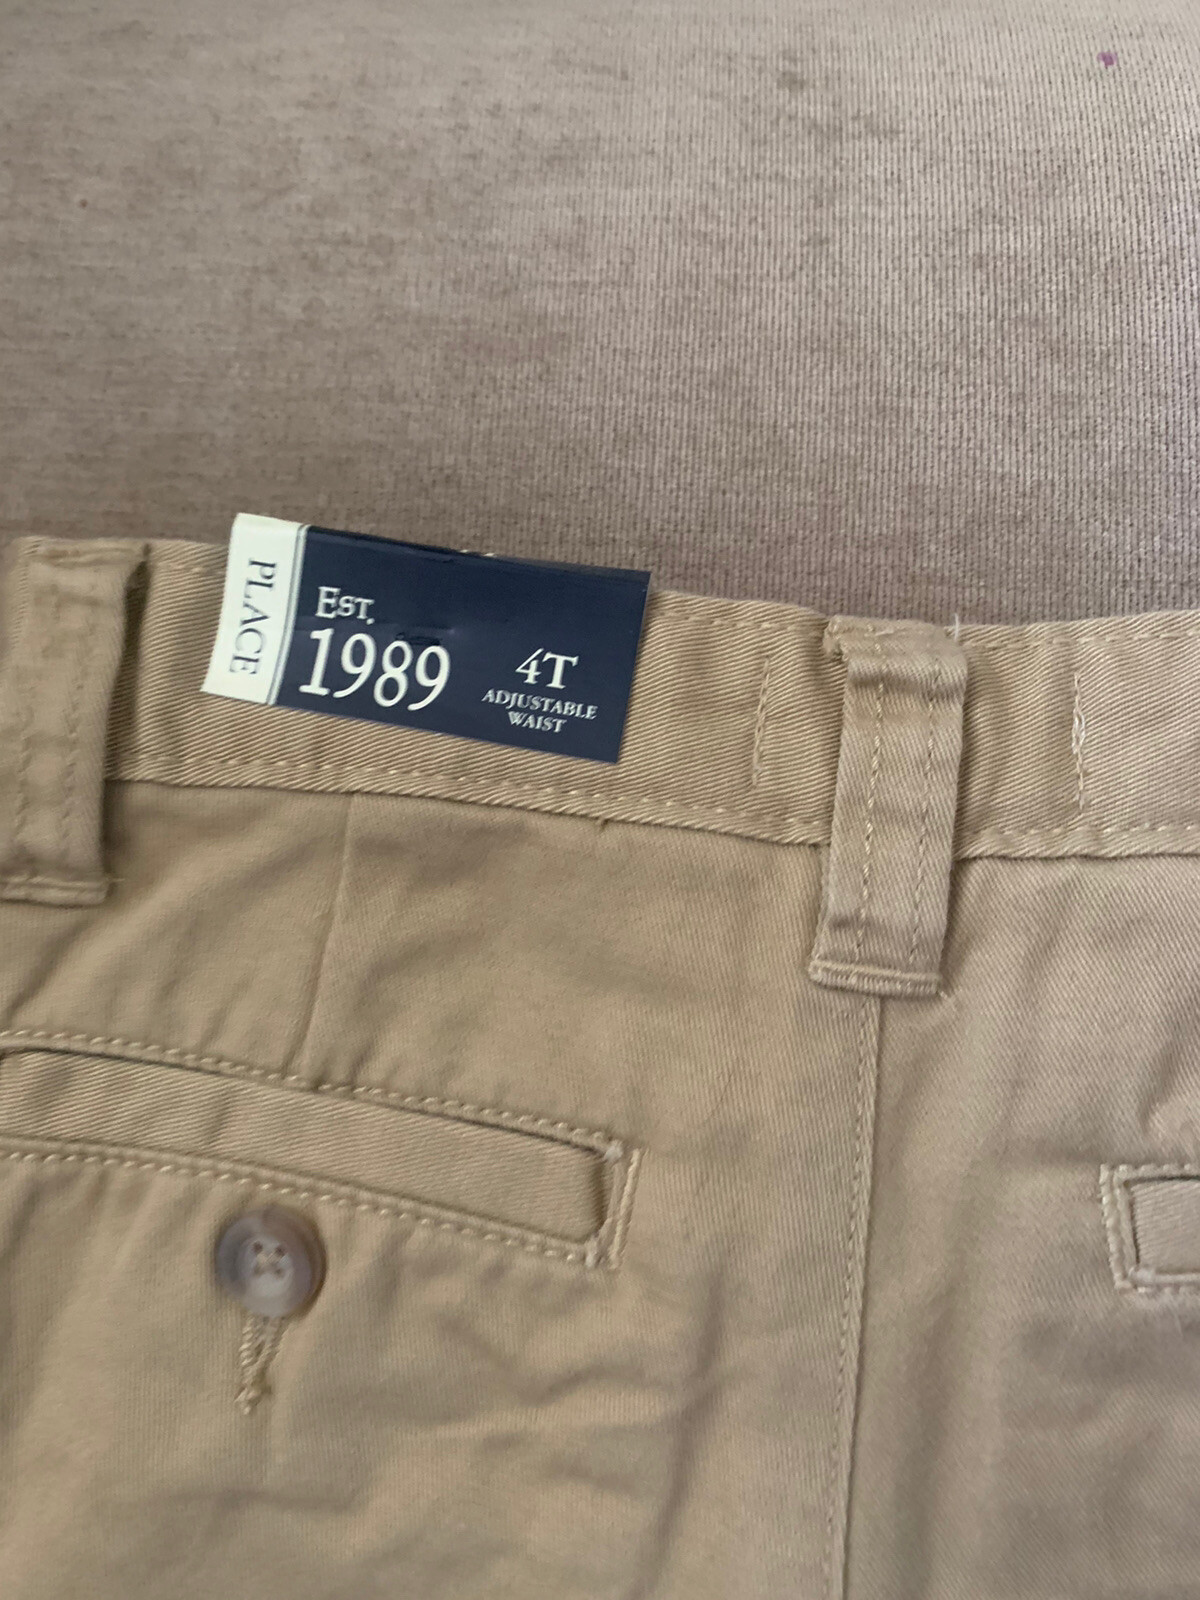 PLACE
EST.
1989
4T
ADJUSTABLE
WAIST